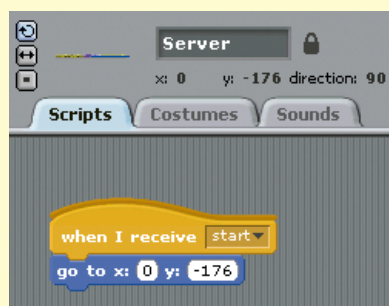 Server
x: 0 y: -176 direction: 90
Scripts Costumes Sounds
when I receive start
go to x: 0 y: -176